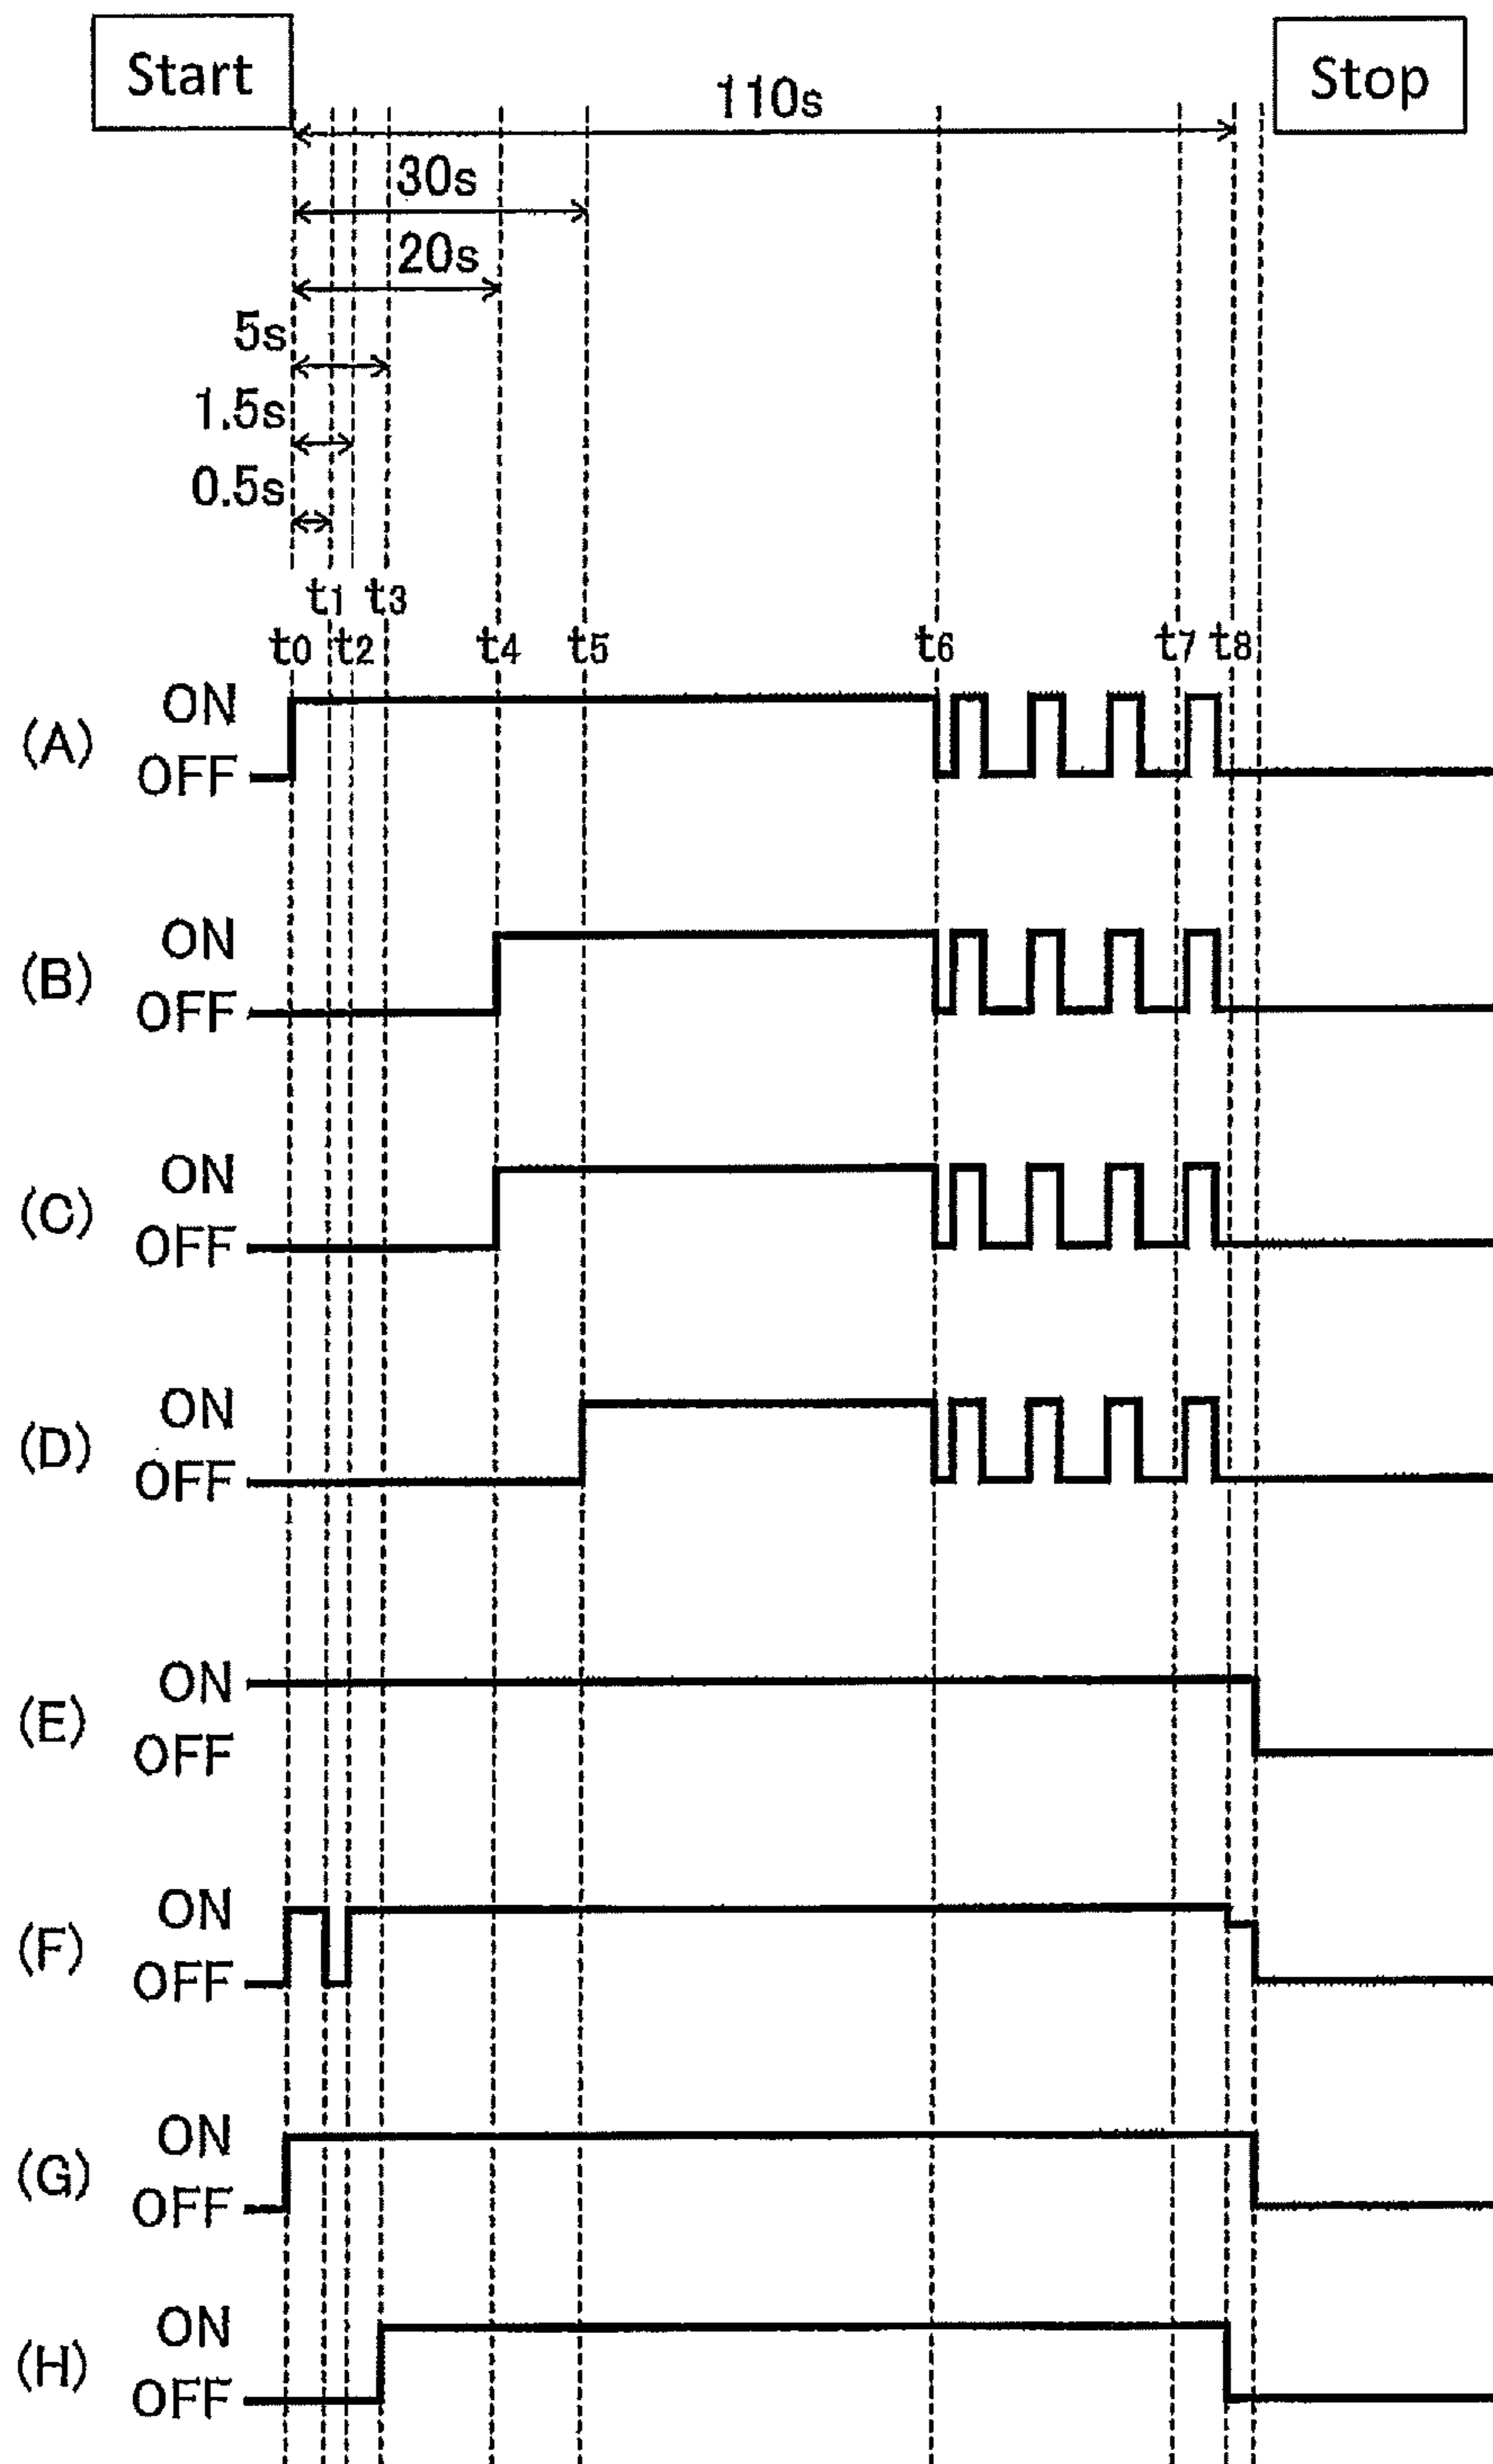 Start
Stop
110s
30s
20s
5s
1.5s
0.5s
t1 t3
t0 t2 t4 t5 t6 t7 t8
(A) ON
OFF
(B) ON
OFF
(C) ON
OFF
(D) ON
OFF
(E) ON
OFF
(F) ON
OFF
(G) ON
OFF
(H) ON
OFF